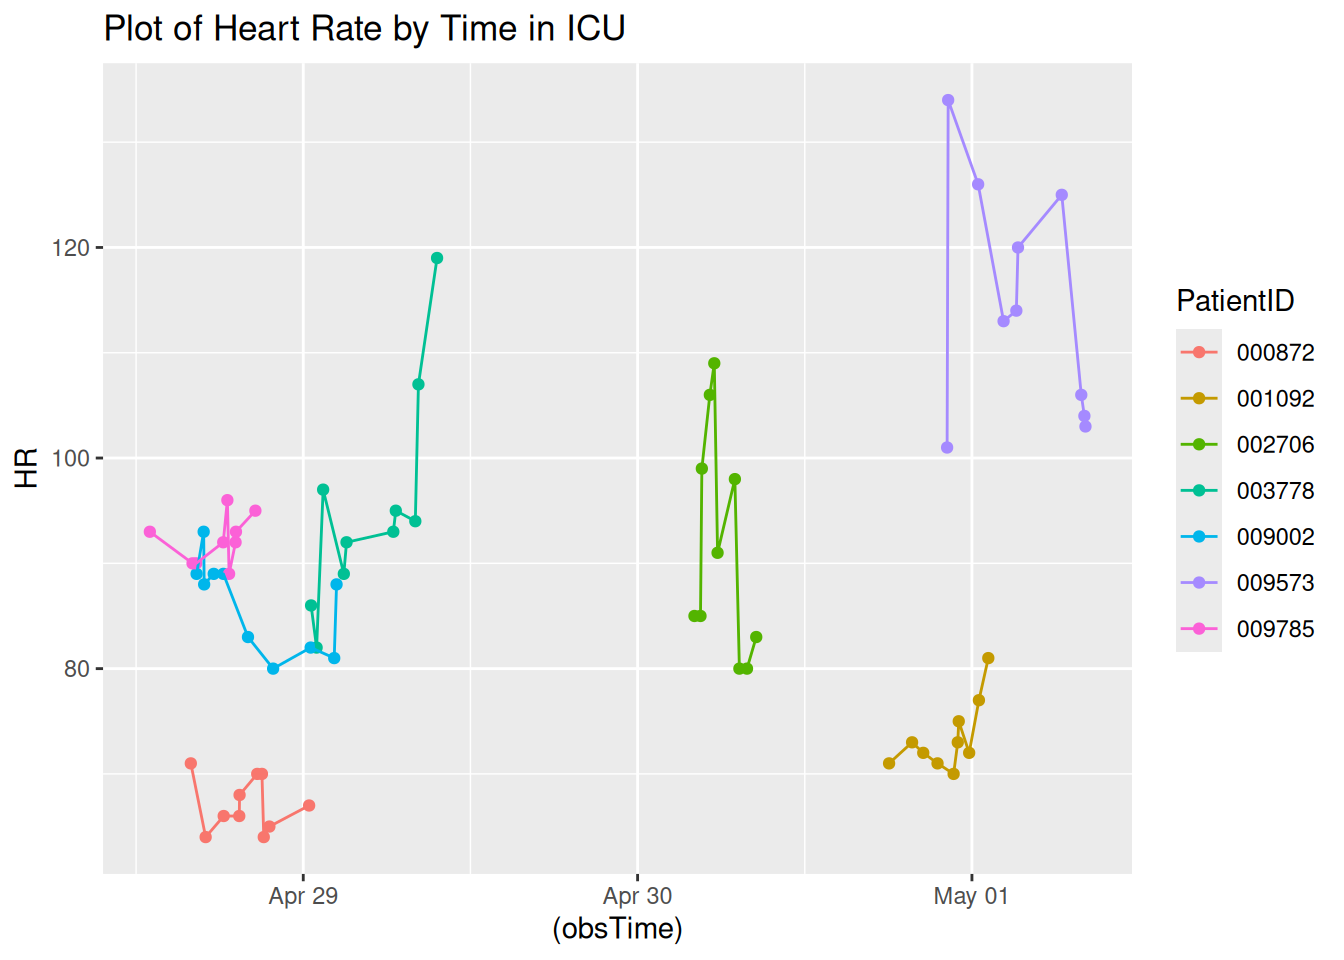 Plot of Heart Rate by Time in ICU
120
100
80
HR
Apr 29
Apr 30
May 01
(obsTime)
PatientID
000872
001092
002706
003778
009002
009573
009785